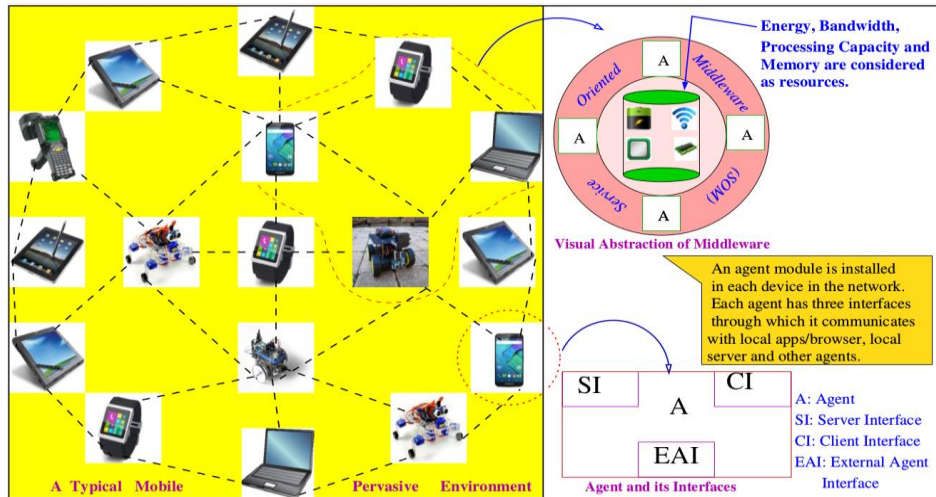 A Typical Mobile Pervasive Environment
Energy, Bandwidth,
Processing Capacity and
Memory are considered
as resources.
A
Oriented
Middleware
A
A
Service
(SOM)
A
Visual Abstraction of Middleware
An agent module is installed
in each device in the network.
Each agent has three interfaces
through which it communicates
with local apps/browser, local
server and other agents.
SI
CI
A
EAI
A: Agent
SI: Server Interface
CI: Client Interface
EAI: External Agent
Interface
Agent and its Interfaces